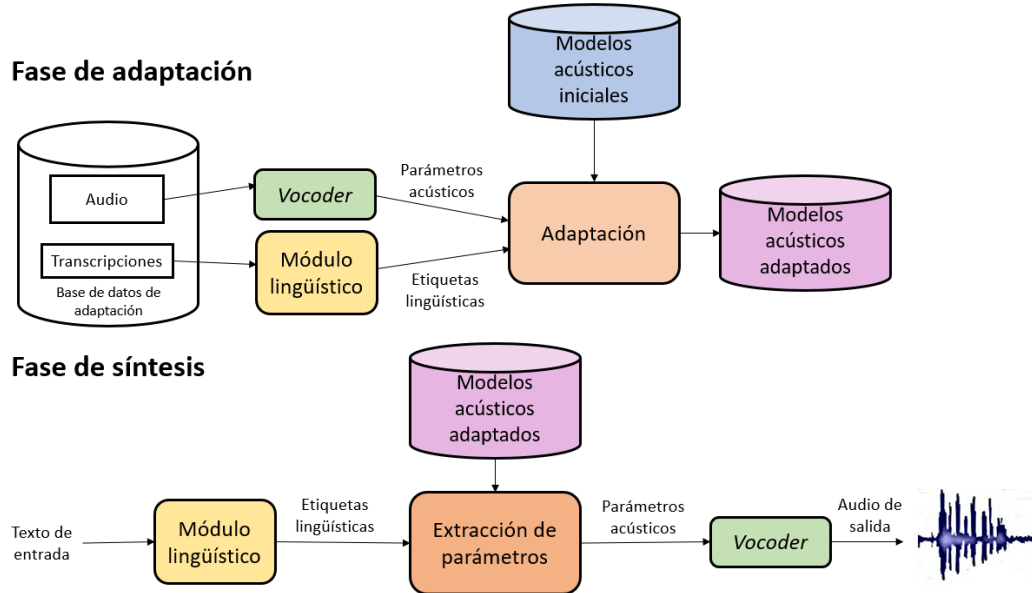 Fase de adaptación
Modelos
acústicos
iniciales
Audio
Transcripciones
Base de datos de
adaptación
Vocoder
Módulo
lingüístico
Parámetros
acústicos
Etiquetas
lingüísticas
Adaptación
Modelos
acústicos
adaptados
Fase de síntesis
Modelos
acústicos
adaptados
Texto de
entrada
Módulo
lingüístico
Etiquetas
lingüísticas
Extracción de
parámetros
Parámetros
acústicos
Vocoder
Audio de
salida